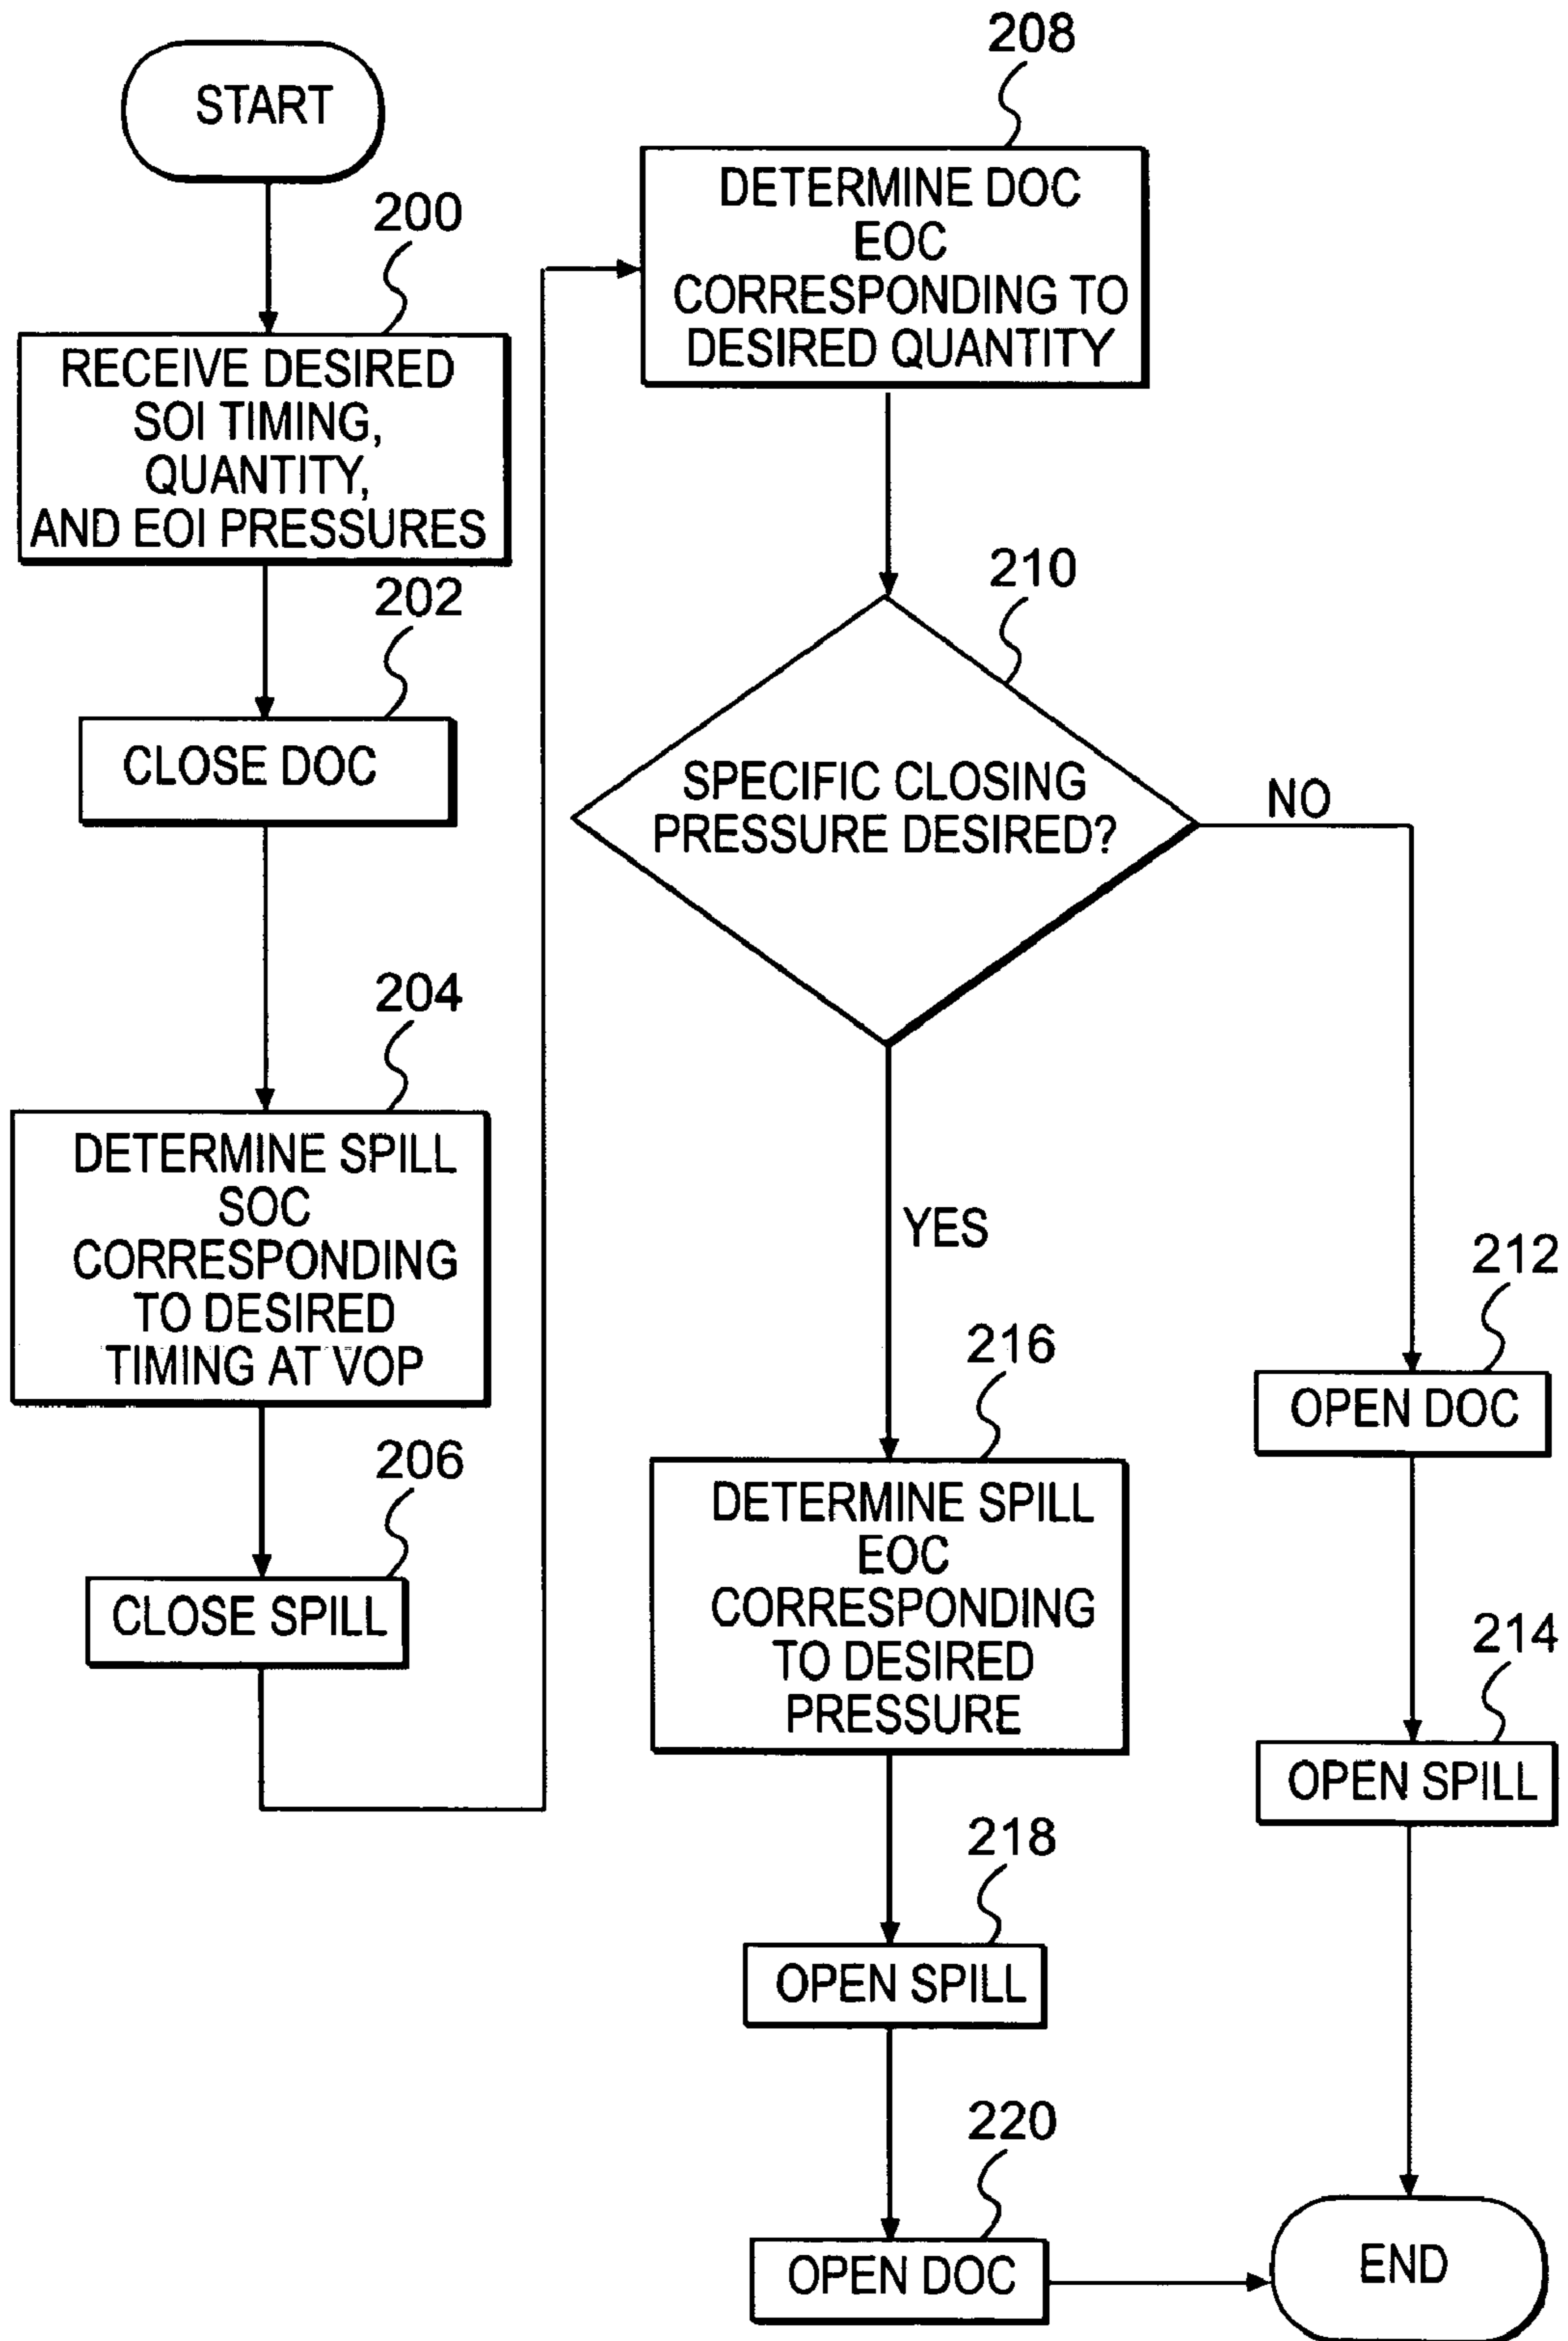 START
200
RECEIVE DESIRED
SOI TIMING,
QUANTITY,
AND EOI PRESSURES
202
CLOSE DOC
204
DETERMINE SPILL
SOC
CORRESPONDING
TO DESIRED
TIMING AT VOP
206
CLOSE SPILL
208
DETERMINE DOC
EOC
CORRESPONDING TO
DESIRED QUANTITY
210
SPECIFIC CLOSING
PRESSURE DESIRED?
NO
YES
212
OPEN DOC
214
OPEN SPILL
216
DETERMINE SPILL
EOC
CORRESPONDING
TO DESIRED
PRESSURE
218
OPEN SPILL
220
OPEN DOC
END